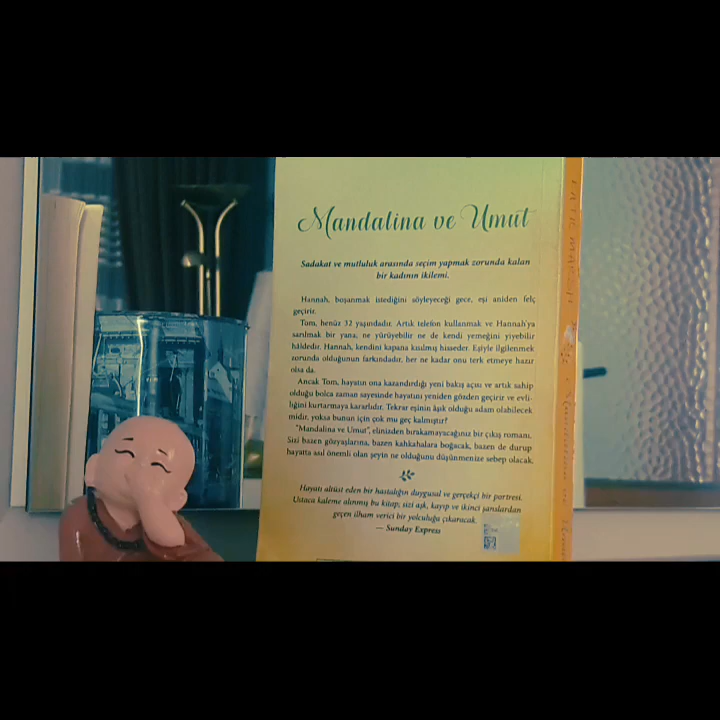 Mandalina ve Umut
Sadakat ve mutluluk arasında seçim yapmak zorunda kalan
bir kadının ikilemi.
Hannah, boşanmak istediğini söyleyeceği gece, eşi aniden felç
geçirir.
Tom, henüz 32 yaşındadır. Artık telefon kullanmak ve Hannah'ya
sarılmak bir yana, ne yürüyebilir ne de kendi yemeğini yiyebilir
hâldedir. Hannah, kendini kapana kısılmış hisseder. Eşiyle ilgilenmek
zorunda olduğunun farkındadır, her ne kadar onu terk etmeye hazır
olsa da.
Ancak Tom, hayatın ona kazandırdığı yeni bakış açısı ve artık sahip
olduğu bolca zaman sayesinde hayatını yeniden gözden geçirir ve evli-
liğini kurtarmaya kararlıdır. Tekrar eşinin âşık olduğu adam olabilecek
midir, yoksa bunun için çok mu geç kalmıştır?
"Mandalina ve Umut", elinizden bırakamayacağınız bir çıkış romanı.
Sizi bazen gözyaşlarına, bazen kahkahalara boğacak, bazen de durup
hayatta asıl önemli olan şeyin ne olduğunu düşünmenize sebep olacak.
Hayatı altüst eden bir hastalığın duygusal ve gerçekçi bir portresi.
Ustaca kaleme alınmış bu kitap; sizi aşk, kayıp ve ikinci şanslardan
geçen ilham verici bir yolculuğa çıkaracak.
— Sunday Express